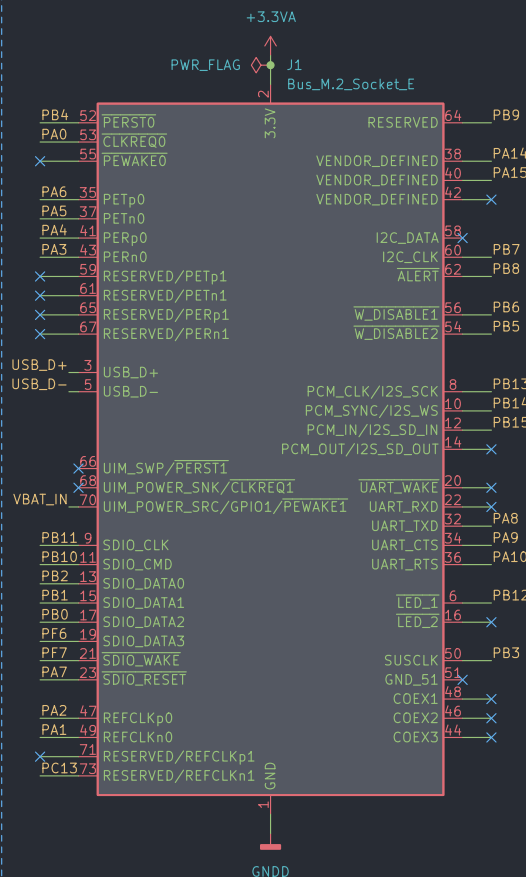 +3.3VA
PWR_FLAG J1
Bus_M.2_Socket_E
2
3.3V
PB4 52 PERST0
PA0 53 CLKREQ0
55 PEWAKE0
PA6 35 PETp0
PA5 37 PETn0
PA4 41 PERp0
PA3 43 PERn0
59 RESERVED/PETp1
61 RESERVED/PETn1
65 RESERVED/PERp1
67 RESERVED/PERn1
USB_D+ 3 USB_D+
USB_D- 5 USB_D-
66 UIM_SWP/PERST1
68 UIM_POWER_SNK/CLKREQ1
VBAT_IN 70 UIM_POWER_SRC/GPIO1/PEWAKE1
PB11 9 SDIO_CLK
PB10 11 SDIO_CMD
PB2 13 SDIO_DATA0
PB1 15 SDIO_DATA1
PB0 17 SDIO_DATA2
PF6 19 SDIO_DATA3
PF7 21 SDIO_WAKE
PA7 23 SDIO_RESET
PA2 47 REFCLKp0
PA1 49 REFCLKn0
71 RESERVED/REFCLKp1
PC13 73 RESERVED/REFCLKn1
RESERVED 64 PB9
VENDOR_DEFINED 38 PA14
VENDOR_DEFINED 40 PA15
VENDOR_DEFINED 42
I2C_DATA 58
I2C_CLK 60 PB7
ALERT 62 PB8
W_DISABLE1 56 PB6
W_DISABLE2 54 PB5
PCM_CLK/I2S_SCK 8 PB13
PCM_SYNC/I2S_WS 10 PB14
PCM_IN/I2S_SD_IN 12 PB15
PCM_OUT/I2S_SD_OUT 14
UART_WAKE 20
UART_RXD 22
UART_TXD 32 PA8
UART_CTS 34 PA9
UART_RTS 36 PA10
LED_1 6 PB12
LED_2 16
SUSCLK 50 PB3
GND_51 51
COEX1 48
COEX2 46
COEX3 44
GND
1
GNDD